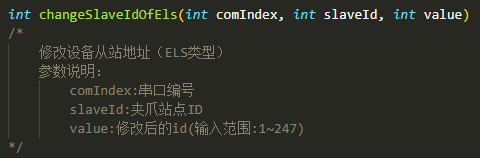 int changeSlaveIdOfEls(int comIndex, int slaveId, int value)
/*
修改设备从站地址（ELS类型）
参数说明：
comIndex:串口编号
slaveId:夹爪站点ID
value:修改后的id(输入范围:1~247)
*/